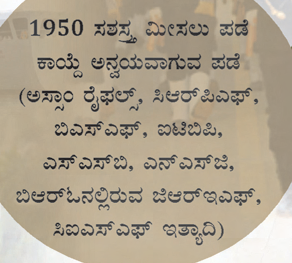 1950 ಸಶಸ್ತ್ರ ಮೀಸಲು ಪಡೆ
ಕಾಯ್ದೆ ಅನ್ವಯವಾಗುವ ಪಡೆ
(ಅಸ್ಸಾಂ ರೈಫಲ್ಸ್, ಸಿಆರ್‌ಪಿಎಫ್,
ಬಿಎಸ್ಎಫ್, ಐಟಿಬಿಪಿ,
ಎಸ್ಎಸ್‌ಬಿ, ಎನ್ಎಸ್‌ಜಿ,
ಬಿಆರ್‌ಓನಲ್ಲಿರುವ ಜಿಆರ್‌ಇಎಫ್,
ಸಿಐಎಸ್ಎಫ್ ಇತ್ಯಾದಿ)